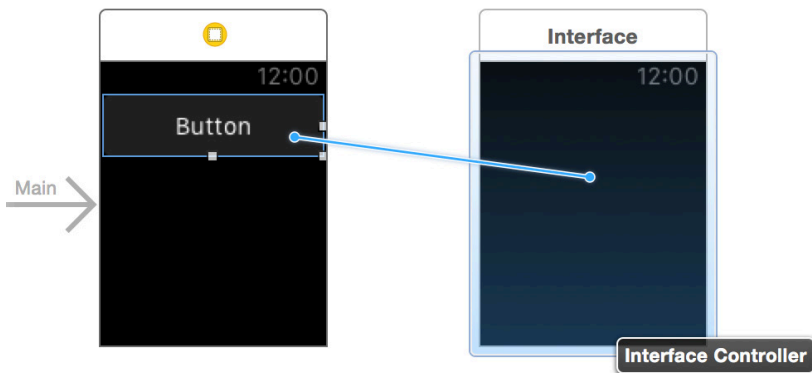 Interface
12:00
12:00
Button
Main
Interface Controller